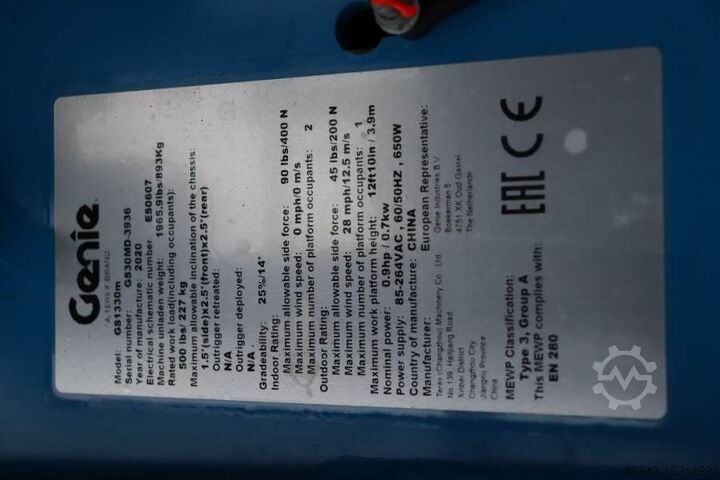 Genie
A TEREX BRAND
Model: GS1330m
Serial number: GS30MD-3936
Year of manufacture: 2020
Electrical schematic number ES0607
Machine unladen weight: 1965.9lbs/893Kg
Rated work load(including occupants):
500 lbs/ 227 kg
Maximum allowable inclination of the chassis:
1.5°(side)x2.5°(front)x2.5°(rear)
Outrigger retreated:
N/A
Outrigger deployed:
N/A
Gradeability: 25%/14°
Indoor Rating:
Maximum allowable side force: 90 lbs/400 N
Maximum wind speed: 0 mph/0 m/s
Maximum number of platform occupants: 2
Outdoor Rating:
Maximum allowable side force: 45 lbs/200 N
Maximum wind speed: 28 mph/12.5 m/s
Maximum number of platform occupants: 1
Maximum work platform height: 12ft10in / 3.9m
Nominal power: 0.9hp / 0.7kw
Power supply: 85-264VAC , 60/50HZ , 650W
Country of manufacture: CHINA
Manufacturer:
Terex (Changzhou) Machinery Co. Ltd.
No 139, Hanjiang Road
Xinbei District
Changzhou City
Jiangsu Province
China
European Representative:
Genie Industries B.V.
Boekerman 5
4751 XK Oud Gastel
The Netherlands
MEWP Classification:
Type 3, Group A
This MEWP complies with:
EN 280
EAC CE
85743-16214992